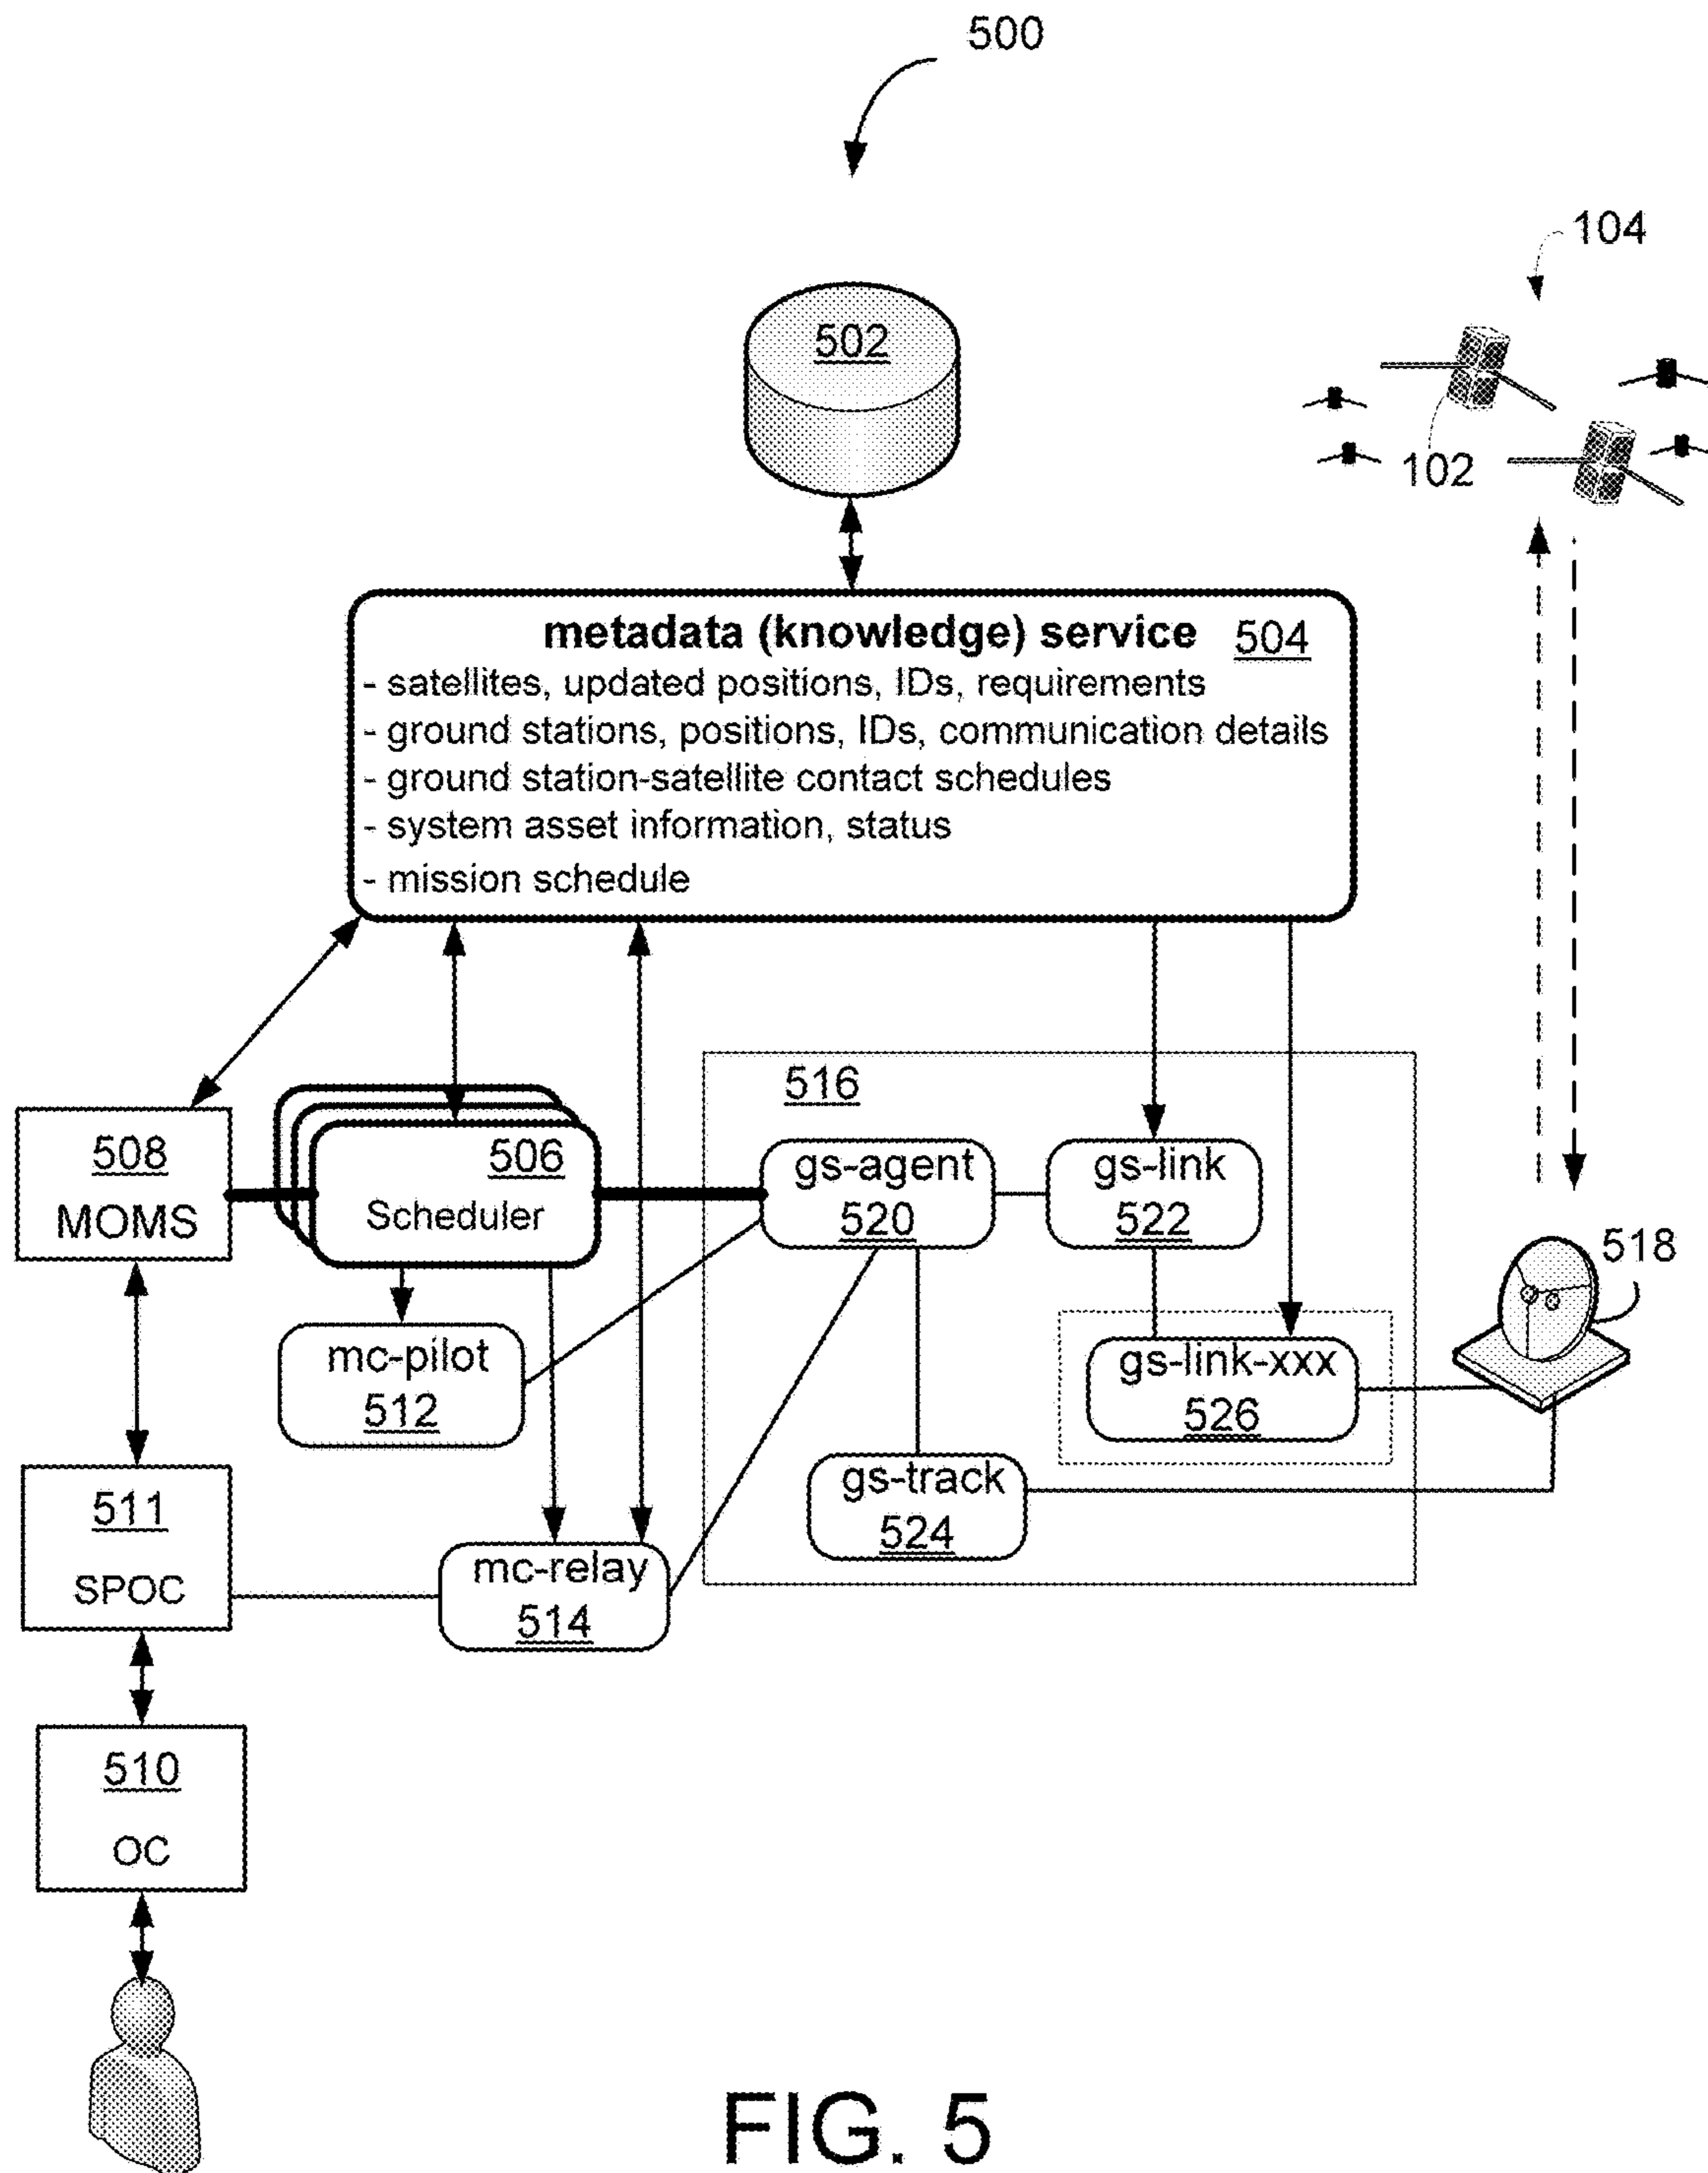 500
104
502
102
metadata (knowledge) service 504
- satellites, updated positions, IDs, requirements
- ground stations, positions, IDs, communication details
- ground station-satellite contact schedules
- system asset information, status
- mission schedule
516
508
MOMS
506
Scheduler
gs-agent
520
gs-link
522
518
mc-pilot
512
gs-link-xxx
526
gs-track
524
511
SPOC
mc-relay
514
510
OC
FIG. 5